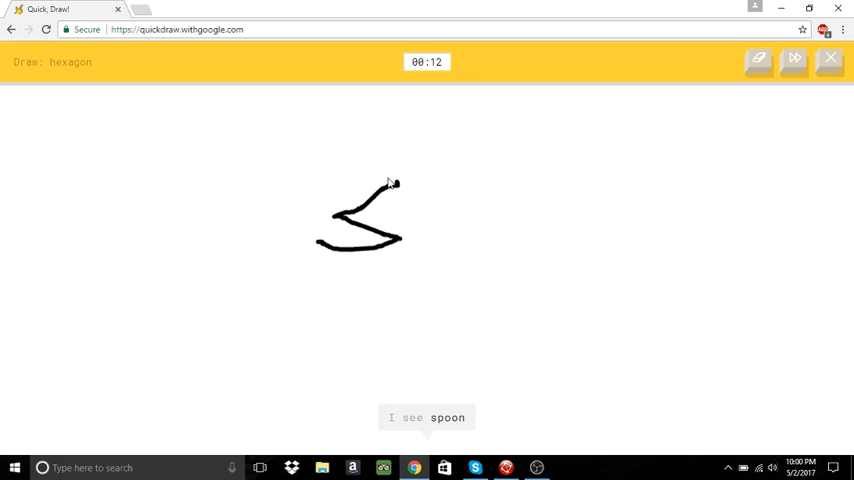 Quick, Draw!
Secure
https://quickdraw.withgoogle.com
Draw: hexagon
00:12
I see spoon
Type here to search
10:00 PM
5/2/2017